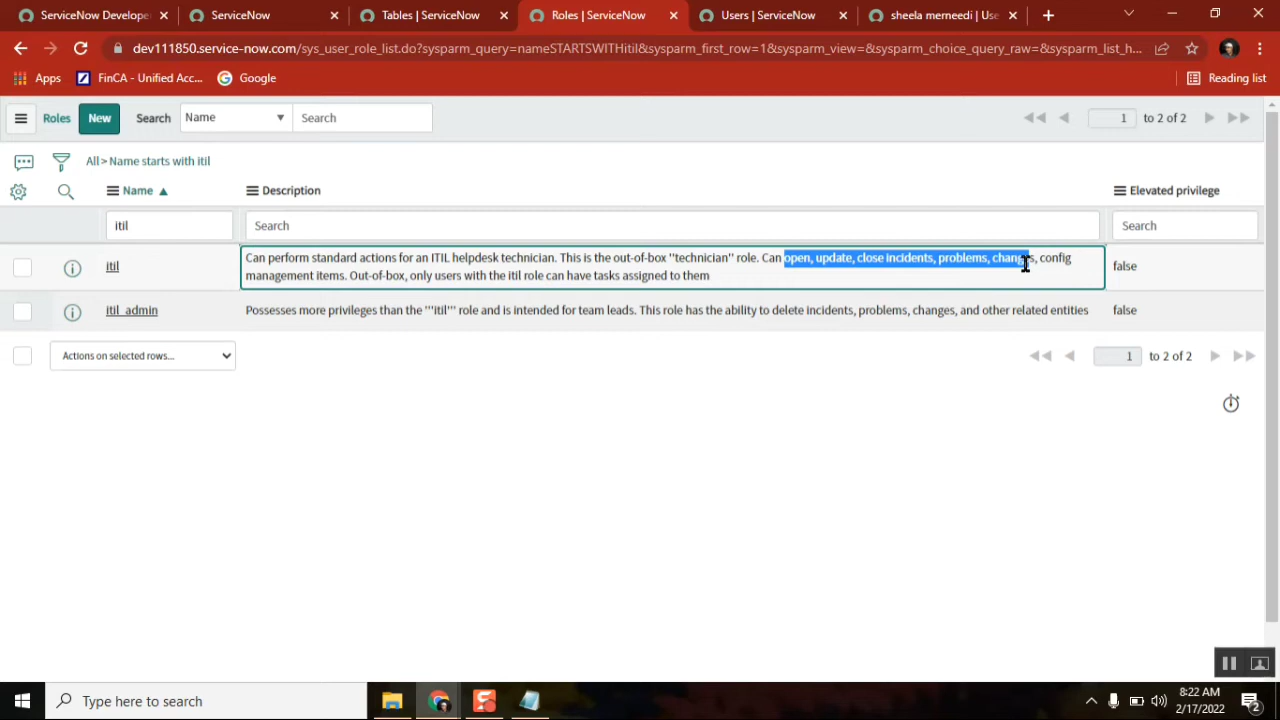 ServiceNow Develope
ServiceNow
Tables | ServiceNow
Roles | ServiceNow
Users | ServiceNow
sheela merneedi | Use
dev111850.service-now.com/sys_user_role_list.do?sysparm_query=nameSTARTSWITHitil&sysparm_first_row=1&sysparm_view=&sysparm_choice_query_raw=&sysparm_list_h...
Apps
FinCA - Unified Acc...
Google
Reading list
Roles
New
Search
Name
Search
1 to 2 of 2
All > Name starts with itil
Name
Description
Elevated privilege
itil
Search
Search
itil
Can perform standard actions for an ITIL helpdesk technician. This is the out-of-box "technician" role. Can open, update, close incidents, problems, changes, config
management items. Out-of-box, only users with the itil role can have tasks assigned to them
false
itil_admin
Possesses more privileges than the '"itil"' role and is intended for team leads. This role has the ability to delete incidents, problems, changes, and other related entities
false
Actions on selected rows...
1 to 2 of 2
Type here to search
8:22 AM
2/17/2022
2